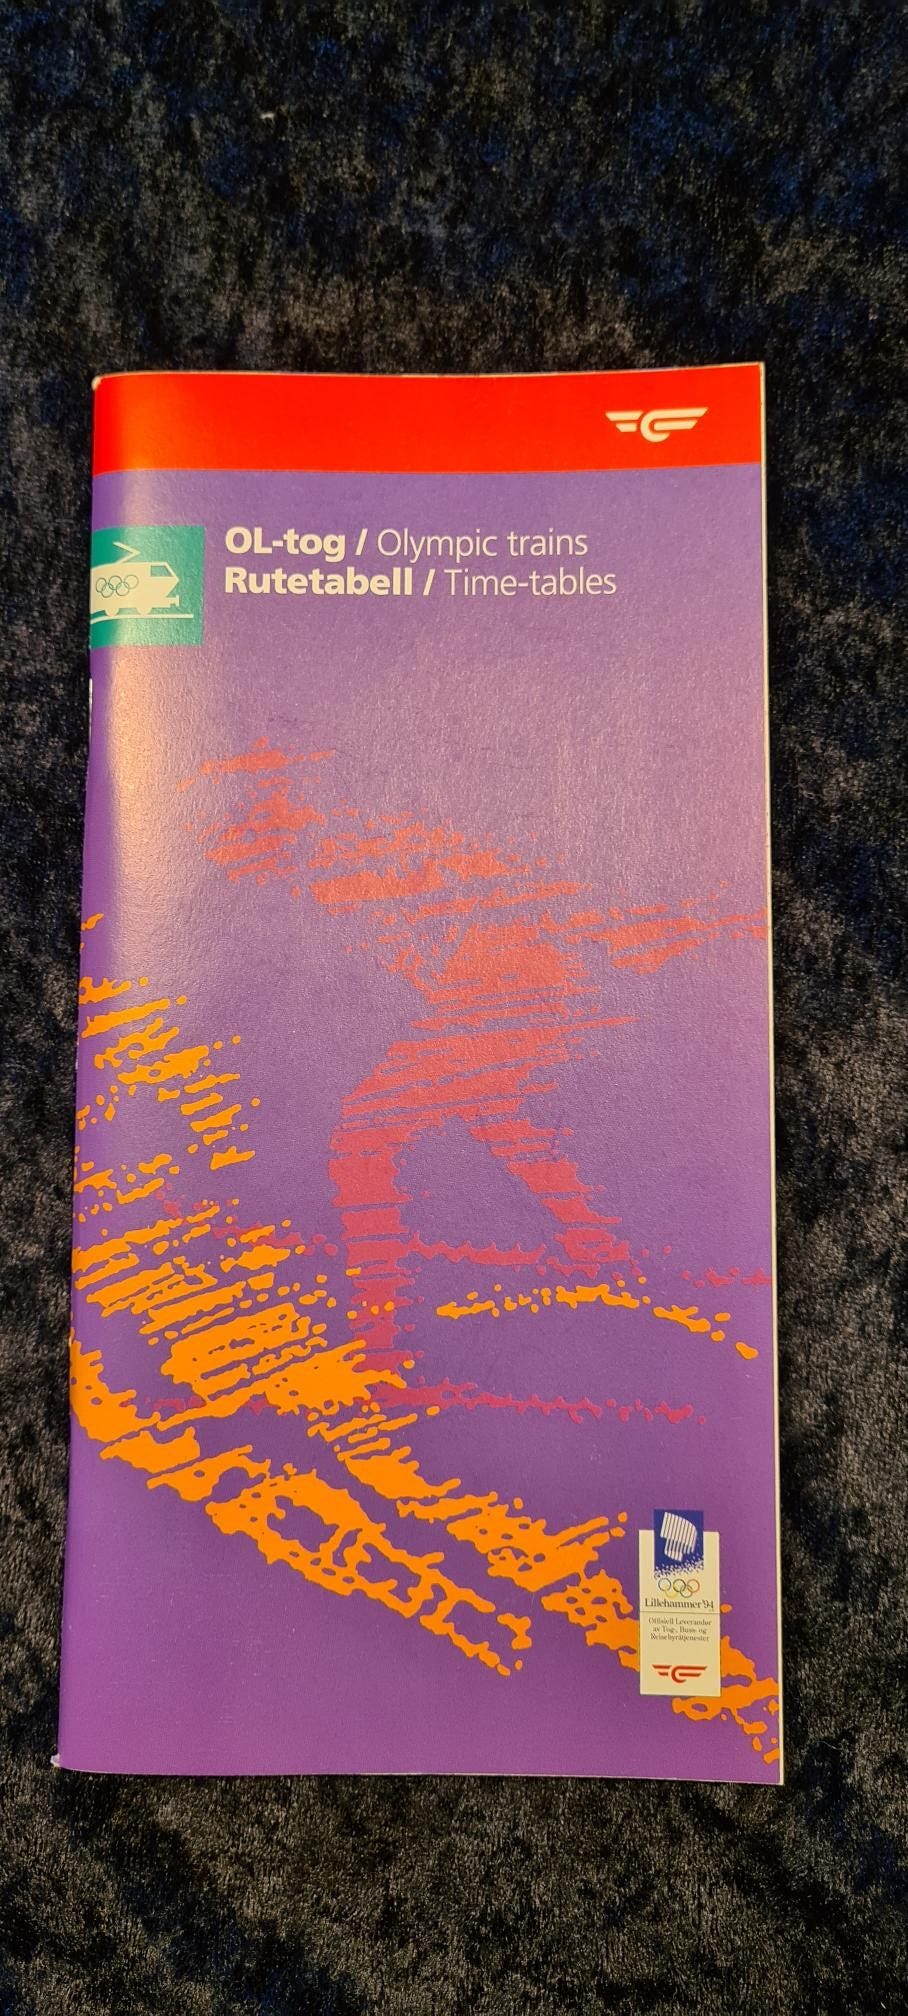 OL-tog / Olympic trains
Rutetabell / Time-tables
Lillehammer '94
Offisiell Leverandør
av Tog-, Buss- og
Reisebyråtjenester